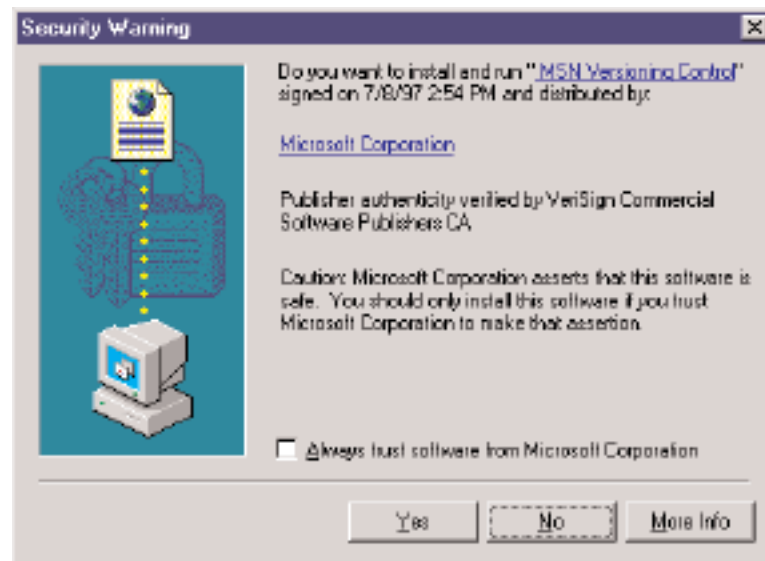 Security Warning
Do you want to install and run "MSN Versioning Control"
signed on 7/8/97 2:54 PM and distributed by:
Microsoft Corporation
Publisher authenticity verified by VeriSign Commercial
Software Publishers CA
Caution: Microsoft Corporation asserts that this software is
safe. You should only install this software if you trust
Microsoft Corporation to make that assertion.
Always trust software from Microsoft Corporation
Yes No More Info